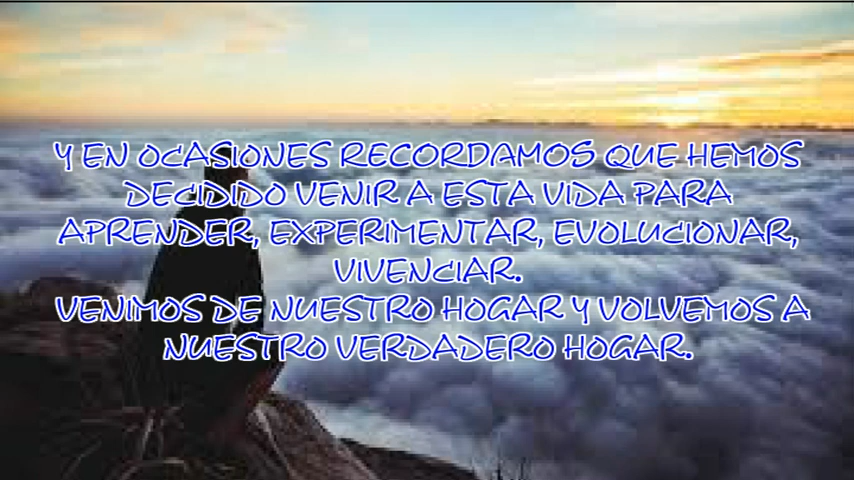 Y EN OCASIONES RECORDAMOS QUE HEMOS
DECIDIDO VENIR A ESTA VIDA PARA
APRENDER, EXPERIMENTAR, EVOLUCIONAR,
VIVENCIAR.
VENIMOS DE NUESTRO HOGAR Y VOLVEMOS A
NUESTRO VERDADERO HOGAR.